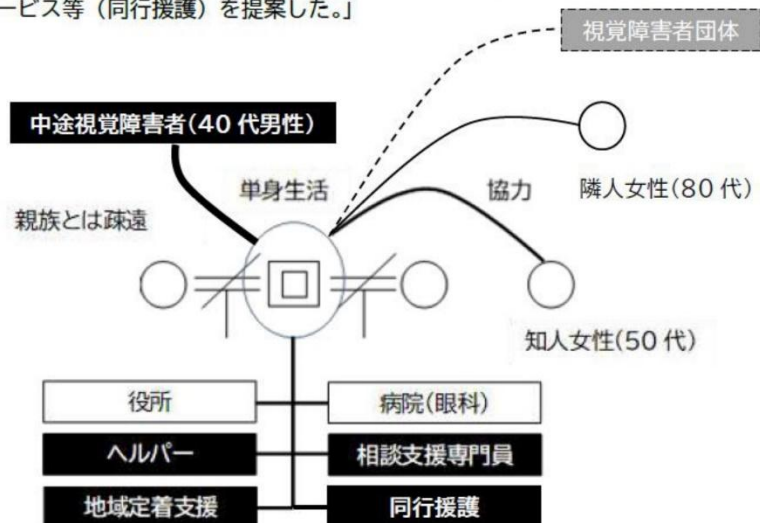 ービス等（同行援護）を提案した。」
視覚障害者団体
中途視覚障害者(40代男性)
単身生活
協力
隣人女性(80代)
親族とは疎遠
知人女性(50代)
役所
病院(眼科)
ヘルパー
相談支援専門員
地域定着支援
同行援護